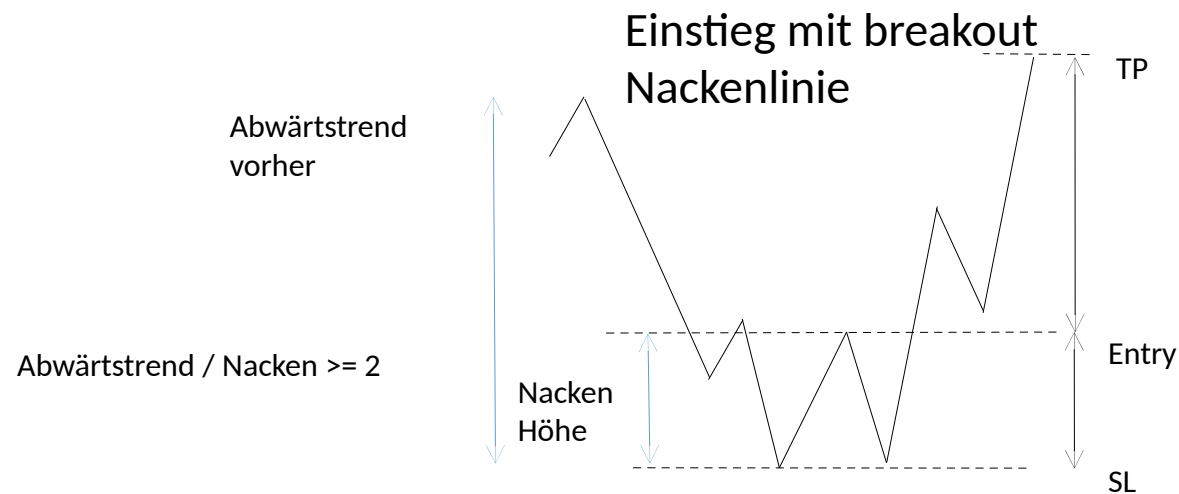 Einstieg mit breakout
Nackenlinie
TP
Abwärtstrend
vorher
Abwärtstrend / Nacken >= 2
Entry
Nacken
Höhe
SL